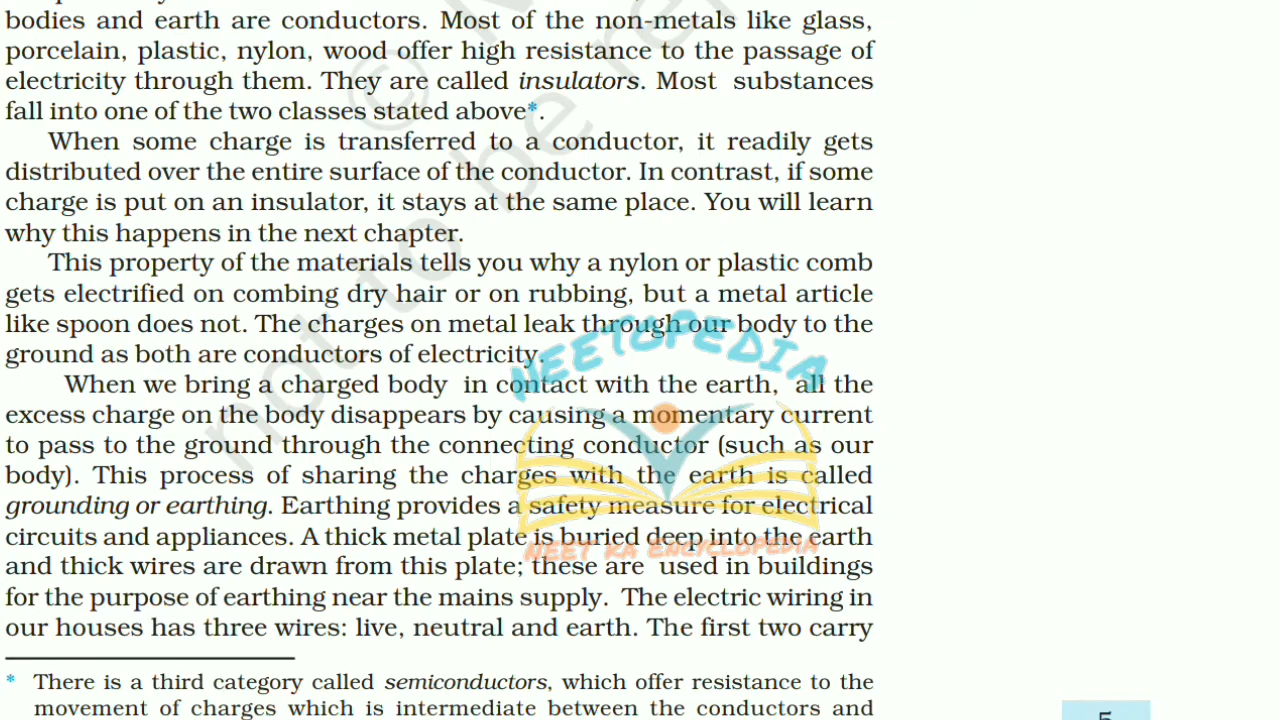 bodies and earth are conductors. Most of the non-metals like glass,
porcelain, plastic, nylon, wood offer high resistance to the passage of
electricity through them. They are called insulators. Most substances
fall into one of the two classes stated above*.
When some charge is transferred to a conductor, it readily gets
distributed over the entire surface of the conductor. In contrast, if some
charge is put on an insulator, it stays at the same place. You will learn
why this happens in the next chapter.
This property of the materials tells you why a nylon or plastic comb
gets electrified on combing dry hair or on rubbing, but a metal article
like spoon does not. The charges on metal leak through our body to the
ground as both are conductors of electricity.
When we bring a charged body in contact with the earth, all the
excess charge on the body disappears by causing a momentary current
to pass to the ground through the connecting conductor (such as our
body). This process of sharing the charges with the earth is called
grounding or earthing. Earthing provides a safety measure for electrical
circuits and appliances. A thick metal plate is buried deep into the earth
and thick wires are drawn from this plate; these are used in buildings
for the purpose of earthing near the mains supply. The electric wiring in
our houses has three wires: live, neutral and earth. The first two carry
* There is a third category called semiconductors, which offer resistance to the
movement of charges which is intermediate between the conductors and
5
NEETOPEDIA
NEET KA ENCYCLOPEDIA
not to be re